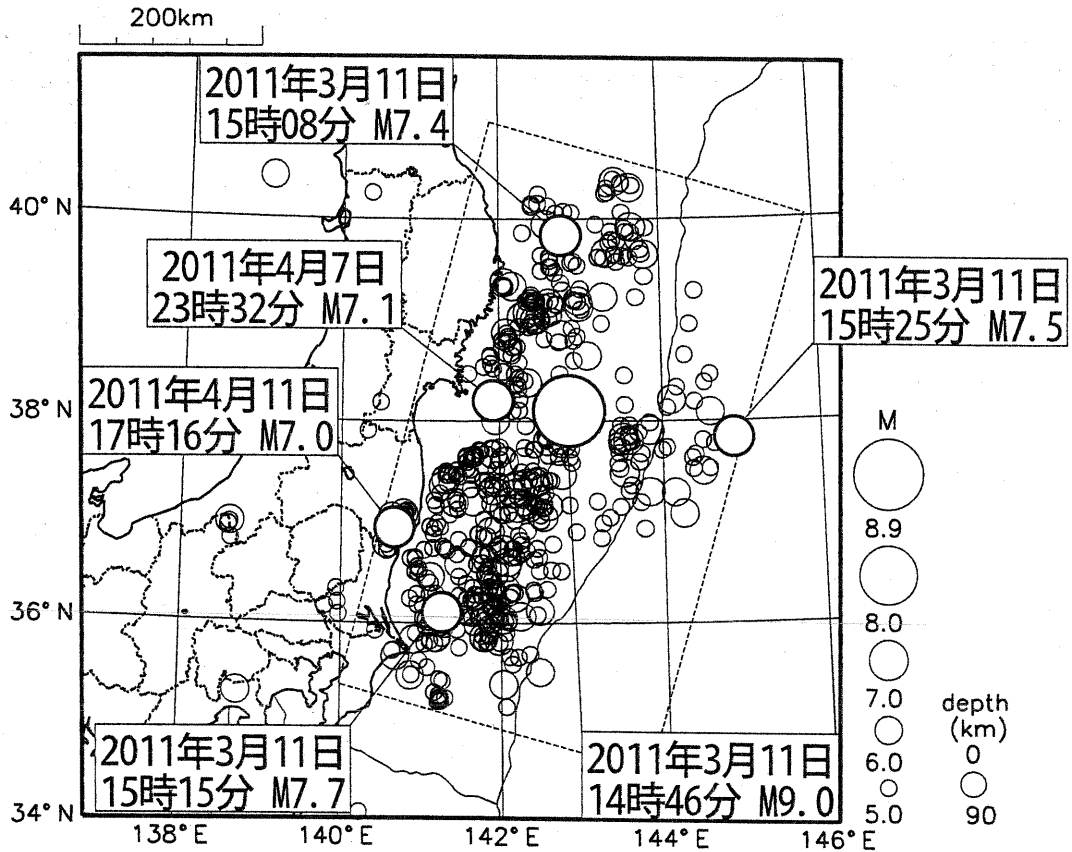 200km
2011年3月11日
15時08分 M7.4
40°N
2011年4月7日
23時32分 M7.1
2011年3月11日
15時25分 M7.5
2011年4月11日
17時16分 M7.0
38°N
36°N
2011年3月11日
15時15分 M7.7
2011年3月11日
14時46分 M9.0
34°N
138°E
140°E
142°E
144°E
146°E
M
8.9
8.0
7.0
6.0
5.0
depth
(km)
0
90